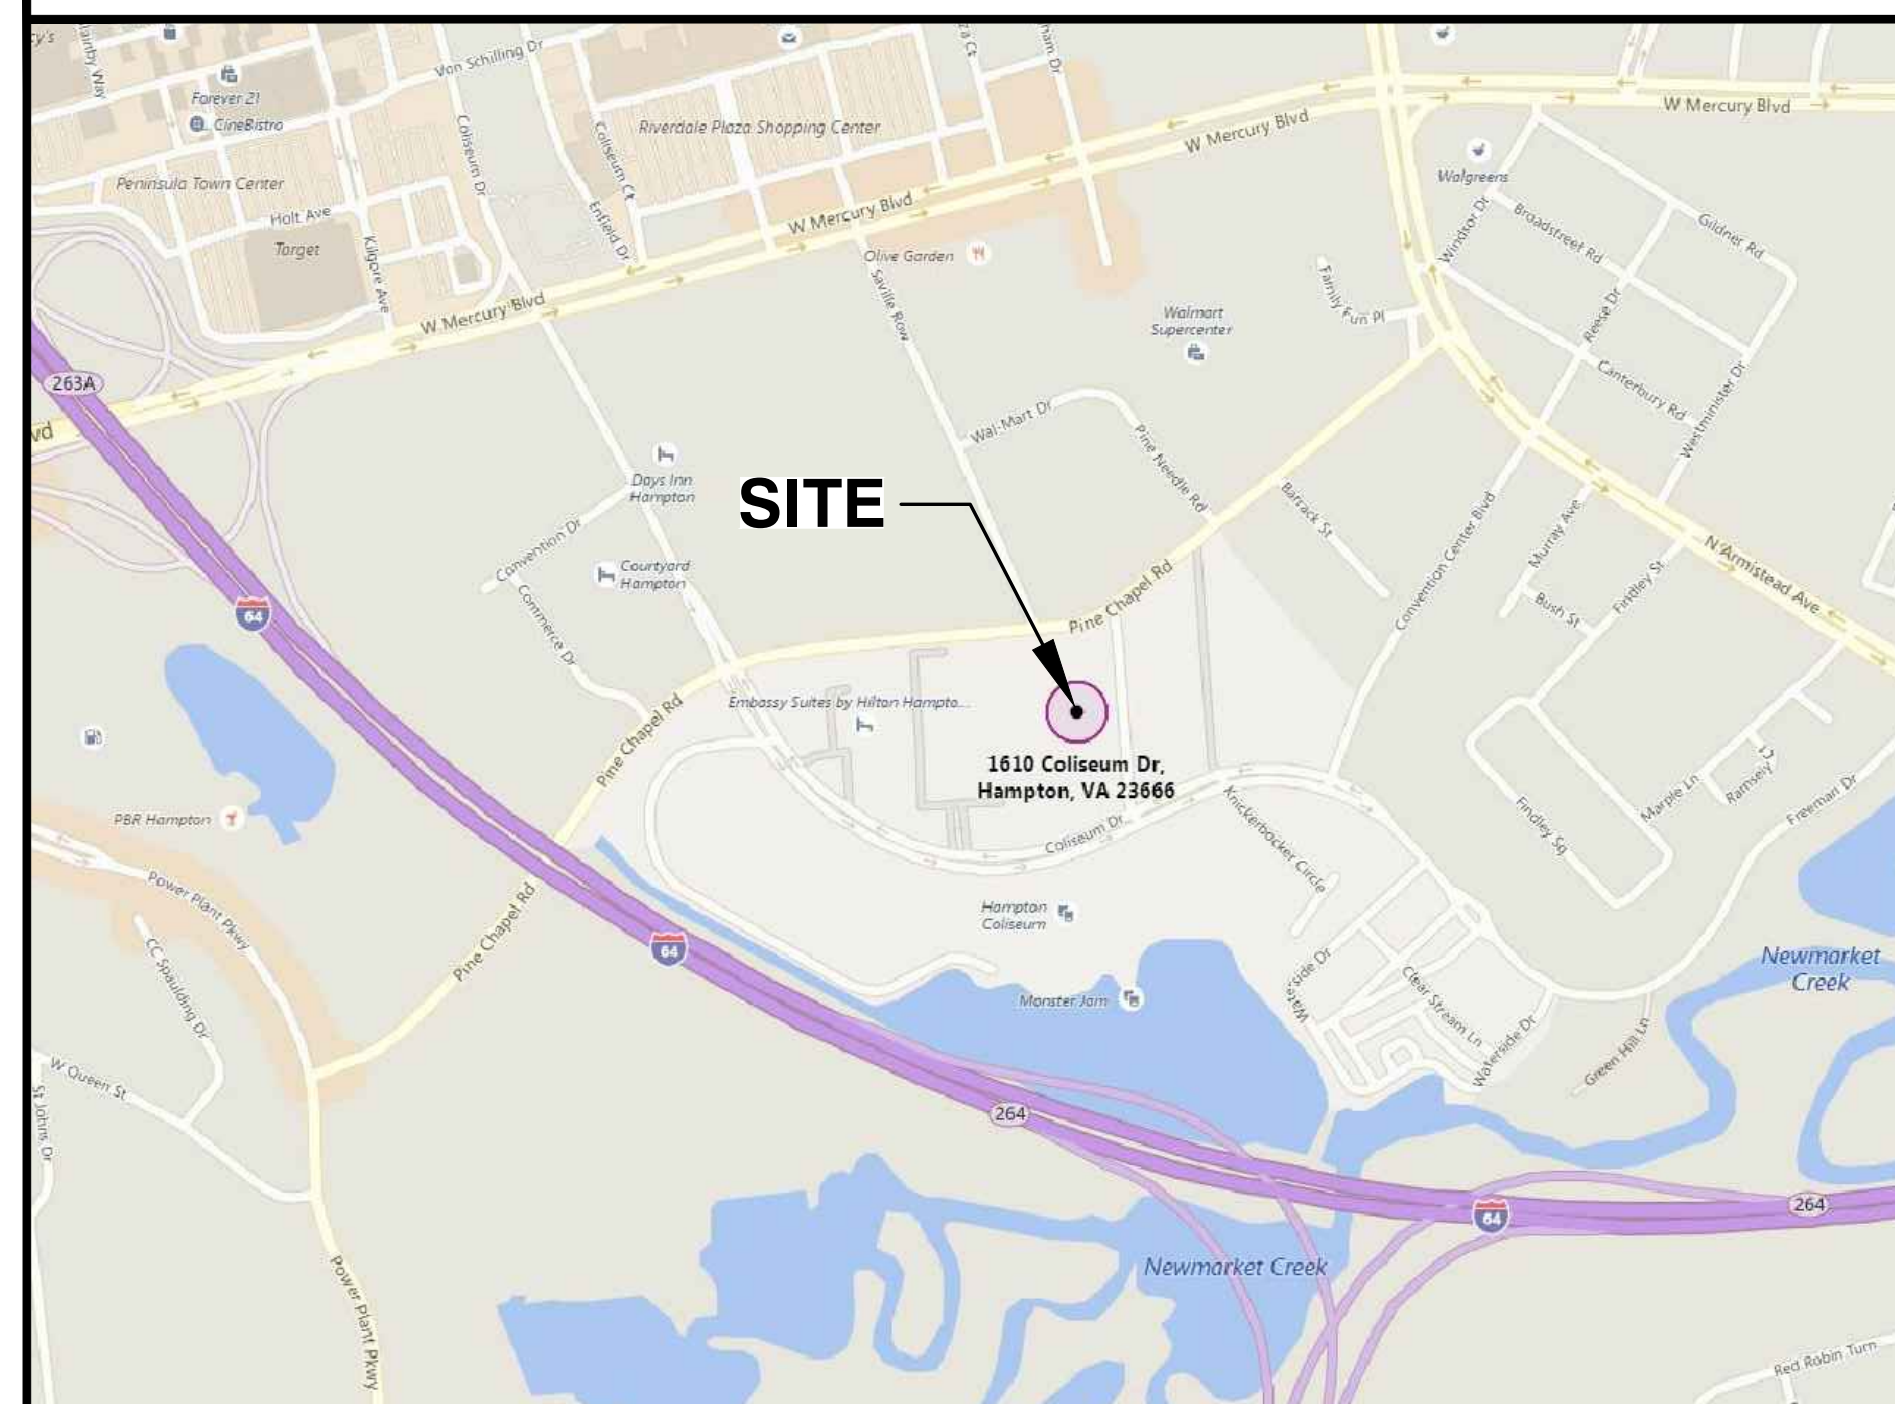 Von Schilling Dr
Forever 21
CineBistro
Coliseum Dr
Coliseum Ct
Riverdale Plaza Shopping Center
W Mercury Blvd
W Mercury Blvd
Walgreens
Peninsula Town Center
Holt Ave
Target
Kilgore Ave
Enfield Dr
W Mercury Blvd
Olive Garden
Saville Row
Windsor Dr
Broadstreet Rd
Gildner Rd
Family Fun Pl
Reese Dr
W Mercury Blvd
Walmart
Supercenter
263A
Canterbury Rd
Westminister Dr
Wal-Mart Dr
Pine Needle Rd
Days Inn
Hampton
SITE
Barrack St
Convention Center Blvd
Murray Ave
Convention Dr
Courtyard
Hampton
Commerce Dr
Pine Chapel Rd
Bush St
Findley St
N Armistead Ave
64
Embassy Suites by Hilton Hampto...
Pine Chapel Rd
1610 Coliseum Dr,
Hampton, VA 23666
Coliseum Dr
Knickerbocker Circle
Findley Sq
Marple Ln
Ramsely
Freeman Dr
PBR Hampton
Power Plant Pkwy
Pine Chapel Rd
CC Spaulding Dr
64
Hampton
Coliseum
Monster Jam
Waterside Dr
Clear Stream Ln
Waterside Dr
Green Hill Ln
Newmarket
Creek
W Queen St
St Johns Dr
264
264
64
Newmarket Creek
Power Plant Pkwy
Red Robin Turn